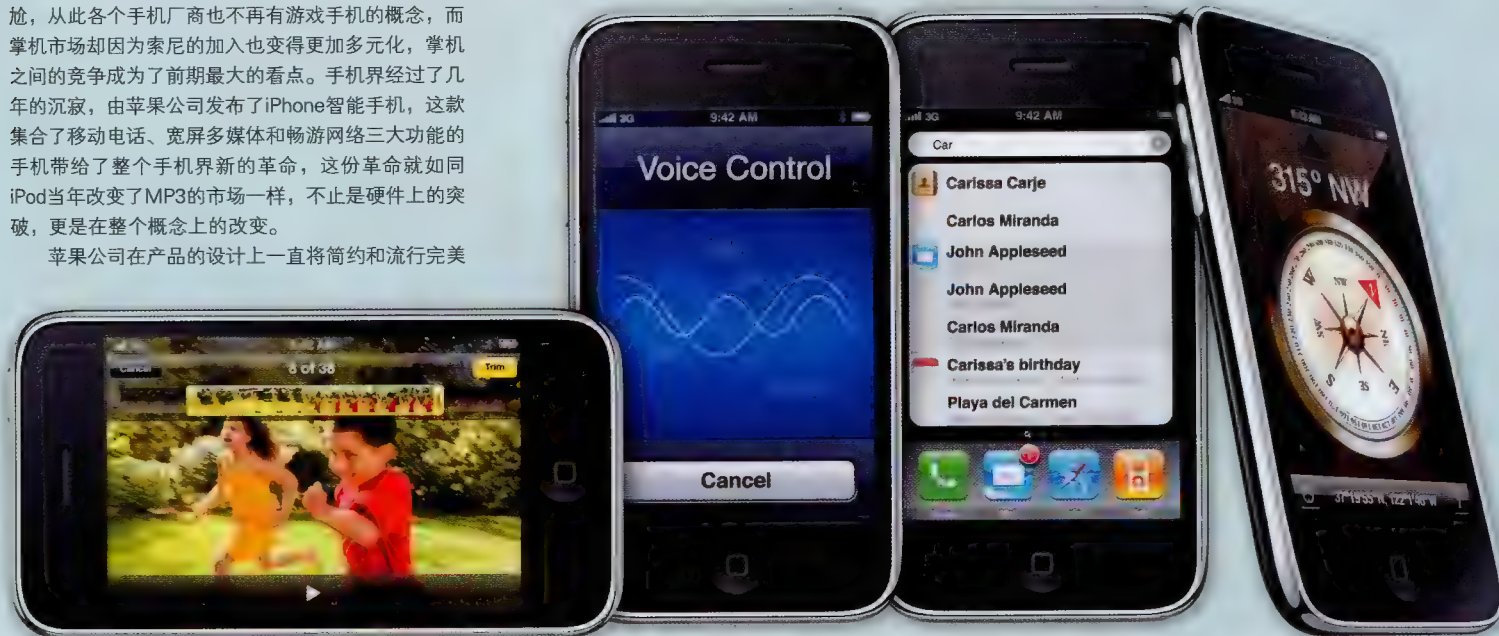 尬，从此各个手机厂商也不再有游戏手机的概念，而
掌机市场却因为索尼的加入也变得更加多元化，掌机
之间的竞争成为了前期最大的看点。手机界经过了几
年的沉寂，由苹果公司发布了iPhone智能手机，这款
集合了移动电话、宽屏多媒体和畅游网络三大功能的
手机带给了整个手机界新的革命，这份革命就如同
iPod当年改变了MP3的市场一样，不止是硬件上的突
破，更是在整个概念上的改变。
苹果公司在产品的设计上一直将简约和流行完美
Cancel
8 of 38
Trim
3G
9:42 AM
Voice Control
Cancel
3G
9:42 AM
Car
Carissa Carje
Carlos Miranda
John Appleseed
John Appleseed
Carlos Miranda
Carissa's birthday
Playa del Carmen
315° NW
W
NW
N
NE
SW
S
SE
E